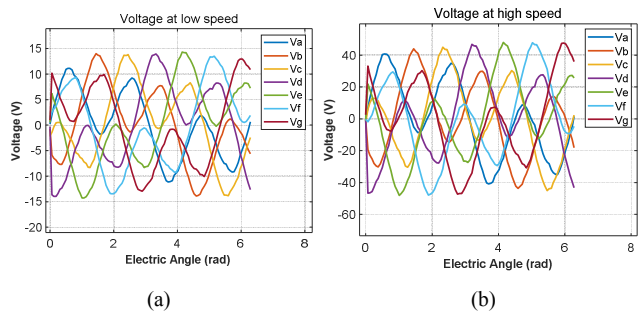 Voltage at low speed
Voltage (V)
15
10
5
0
-5
-10
-15
-20
0 2 4 6 8
Electric Angle (rad)
Va
Vb
Vc
Vd
Ve
Vf
Vg
(a)
Voltage at high speed
Voltage (V)
40
20
0
-20
-40
-60
0 2 4 6 8
Electric Angle (rad)
Va
Vb
Vc
Vd
Ve
Vf
Vg
(b)